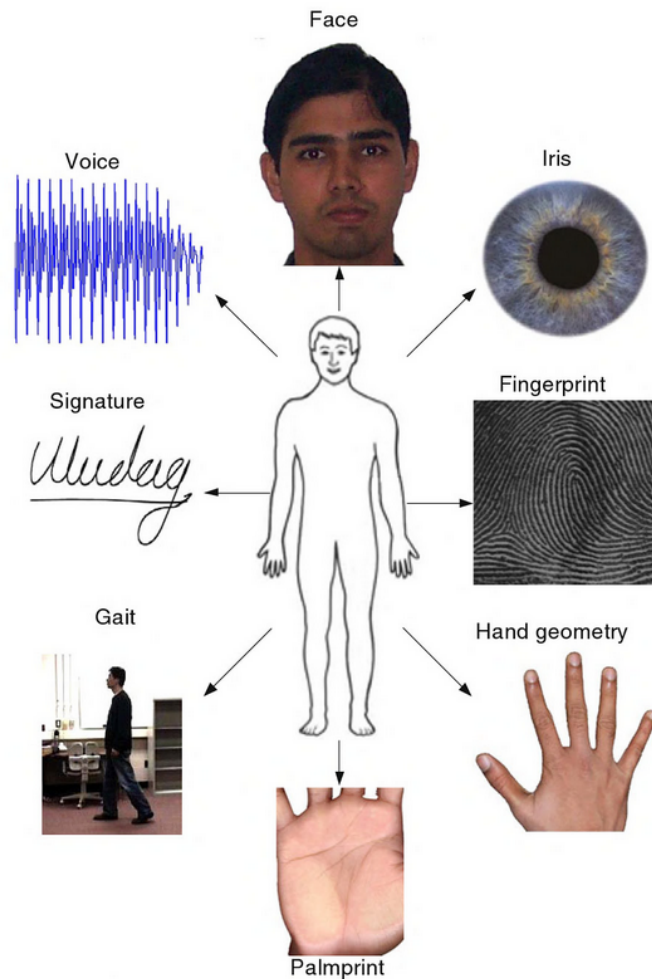 Face
Voice
Iris
Signature
Fingerprint
Gait
Hand geometry
Palmprint